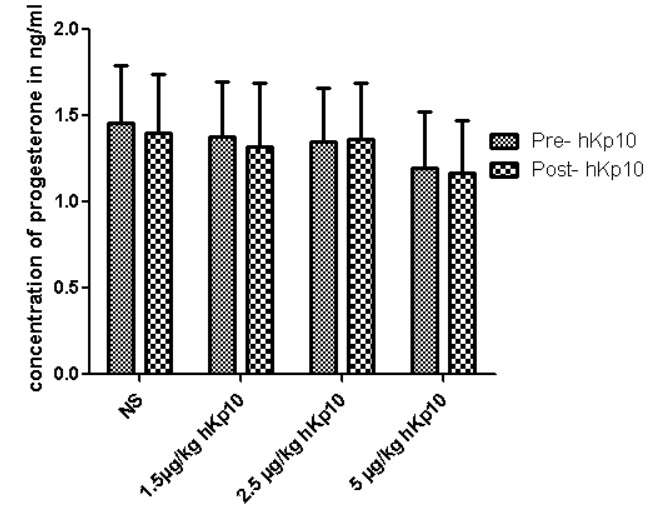 concentration of progesterone in ng/ml
2.0
1.5
1.0
0.5
0.0
NS
1.5µg/kg hKp10
2.5 µg/kg hKp10
5 µg/kg hKp10
Pre- hKp10
Post- hKp10